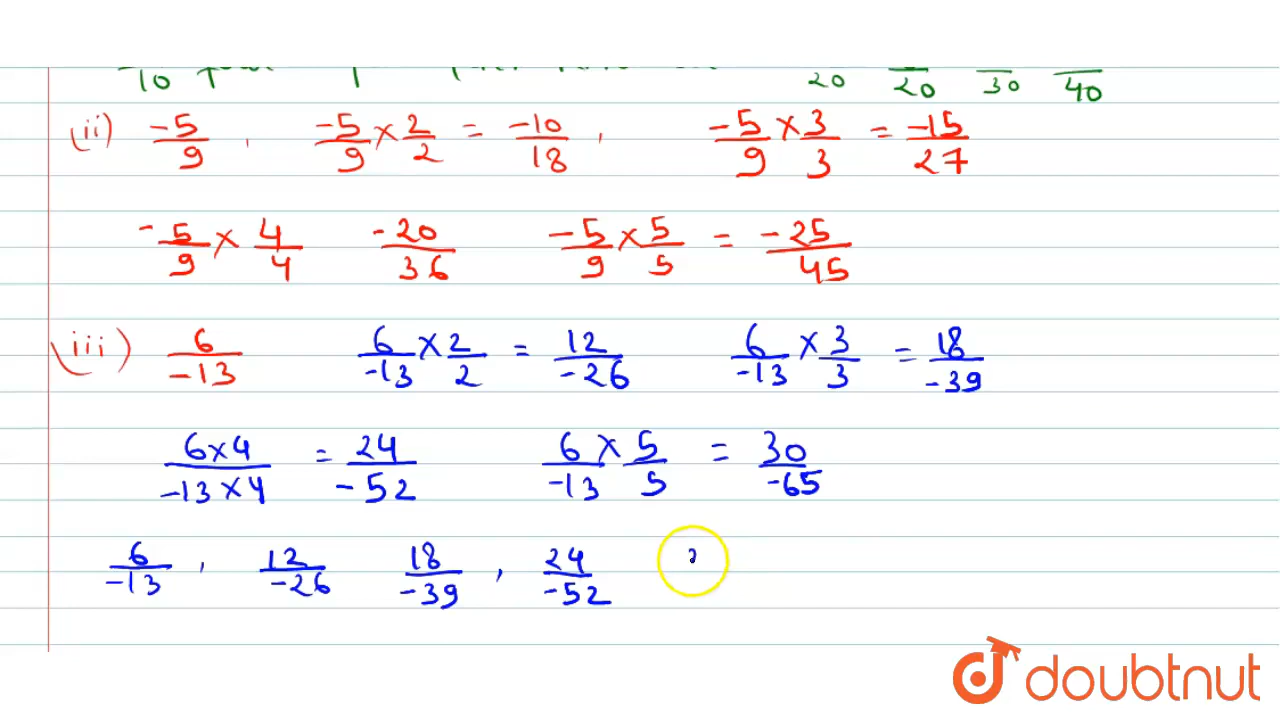 10 20 20 30 40
(ii) -5/9 , -5/9 × 2/2 = -10/18 , -5/9 × 3/3 = -15/27
-5/9 × 4/4 -20/36 -5/9 × 5/5 = -25/45
(iii) 6/-13 6/-13 × 2/2 = 12/-26 6/-13 × 3/3 = 18/-39
6×4/-13×4 = 24/-52 6/-13 × 5/5 = 30/-65
6/-13 , 12/-26 18/-39 , 24/-52
doubtnut